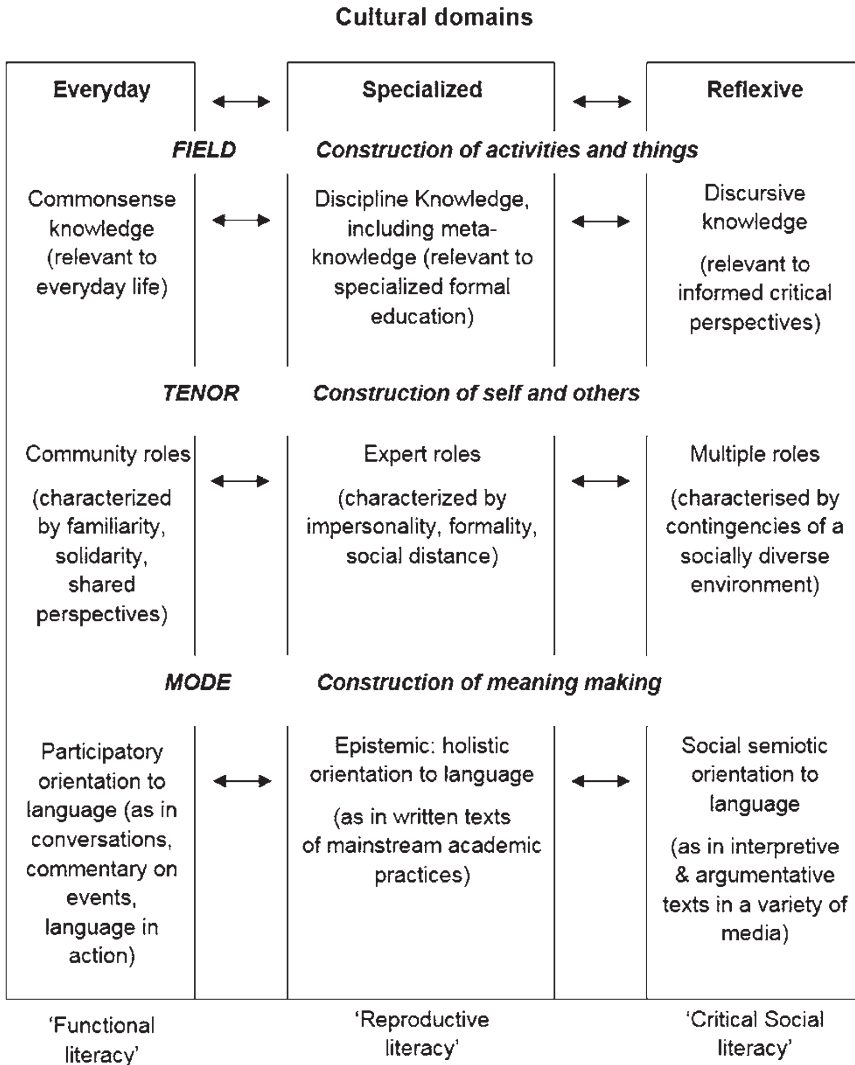 Cultural domains
Everyday
Specialized
Reflexive
FIELD Construction of activities and things
Commonsense
knowledge
(relevant to
everyday life)
Discipline Knowledge,
including meta-
knowledge (relevant to
specialized formal
education)
Discursive
knowledge
(relevant to
informed critical
perspectives)
TENOR Construction of self and others
Community roles
(characterized
by familiarity,
solidarity,
shared
perspectives)
Expert roles
(characterized by
impersonality, formality,
social distance)
Multiple roles
(characterised by
contingencies of a
socially diverse
environment)
MODE Construction of meaning making
Participatory
orientation to
language (as in
conversations,
commentary on
events,
language in
action)
Epistemic: holistic
orientation to language
(as in written texts
of mainstream academic
practices)
Social semiotic
orientation to
language
(as in interpretive
& argumentative
texts in a variety of
media)
‘Functional
literacy’
‘Reproductive
literacy’
‘Critical Social
literacy’